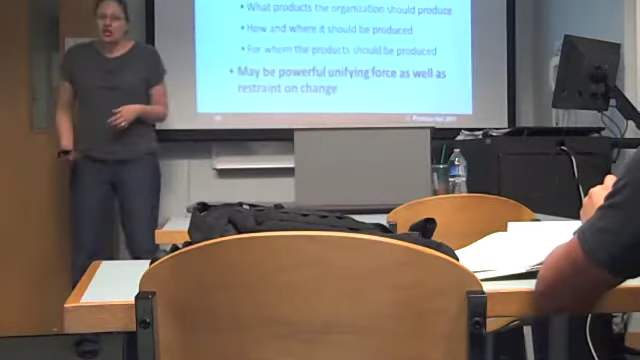 • What products the organization should produce
• How and where it should be produced
• For whom the products should be produced
• May be powerful unifying force as well as
restraint on change